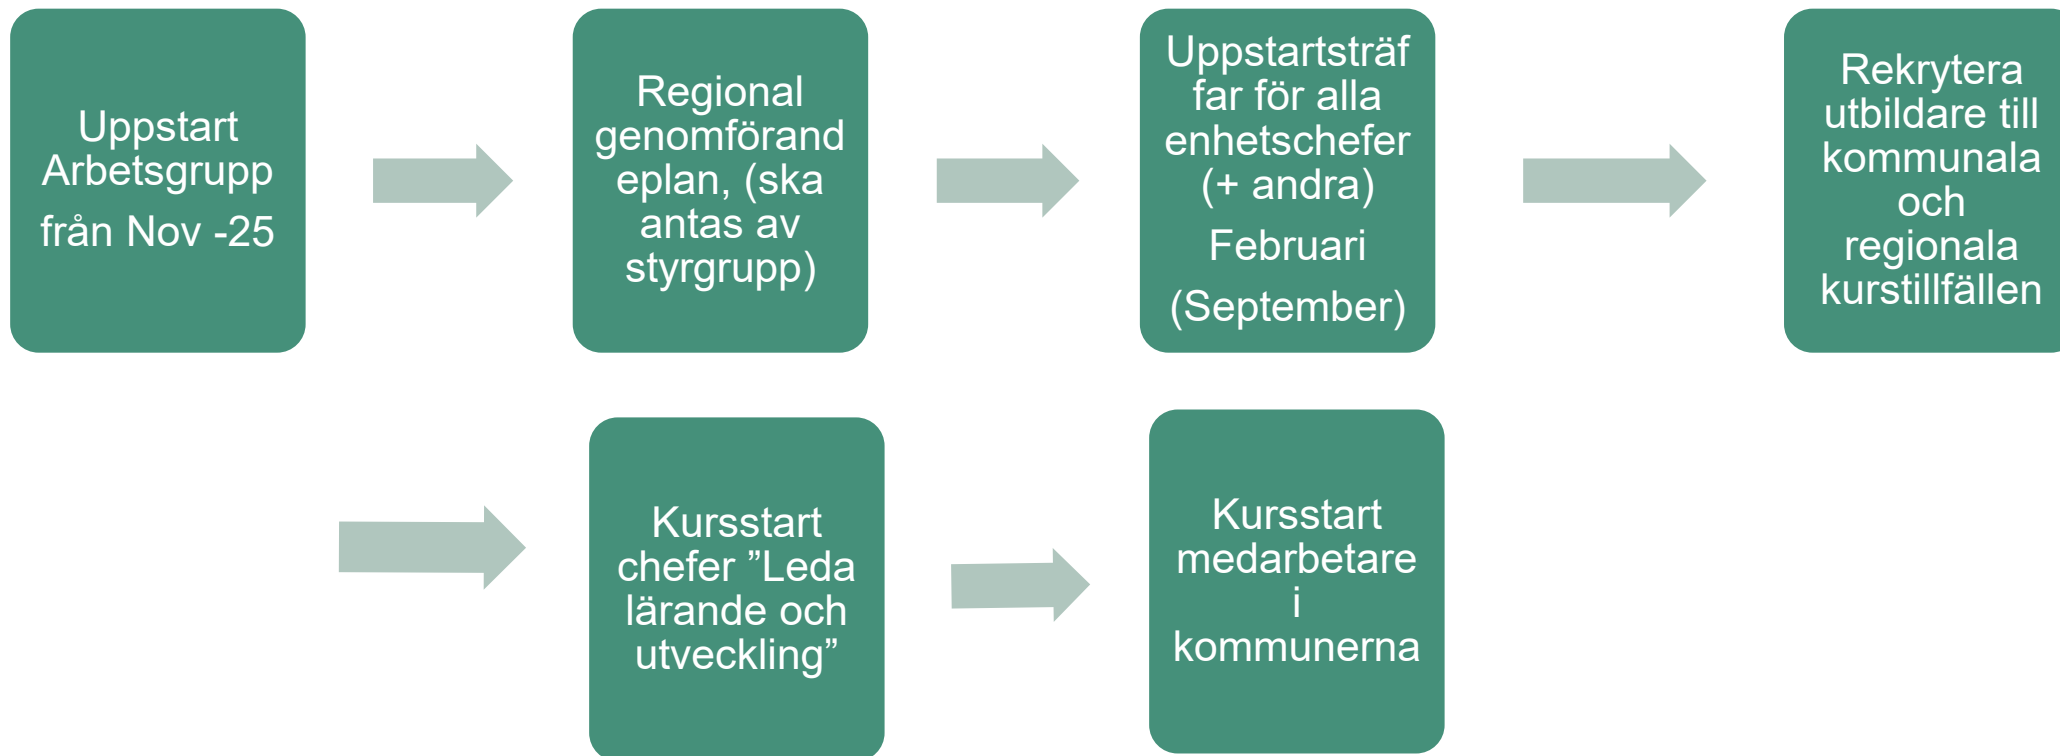 Uppstart
Arbetsgrupp
från Nov -25
Regional
genomförand
eplan, (ska
antas av
styrgrupp)
Uppstartsträf
far för alla
enhetschefer
(+ andra)
Februari
(September)
Rekrytera
utbildare till
kommunala
och
regionala
kurstillfällen
Kursstart
chefer ”Leda
lärande och
utveckling”
Kursstart
medarbetare
i
kommunerna